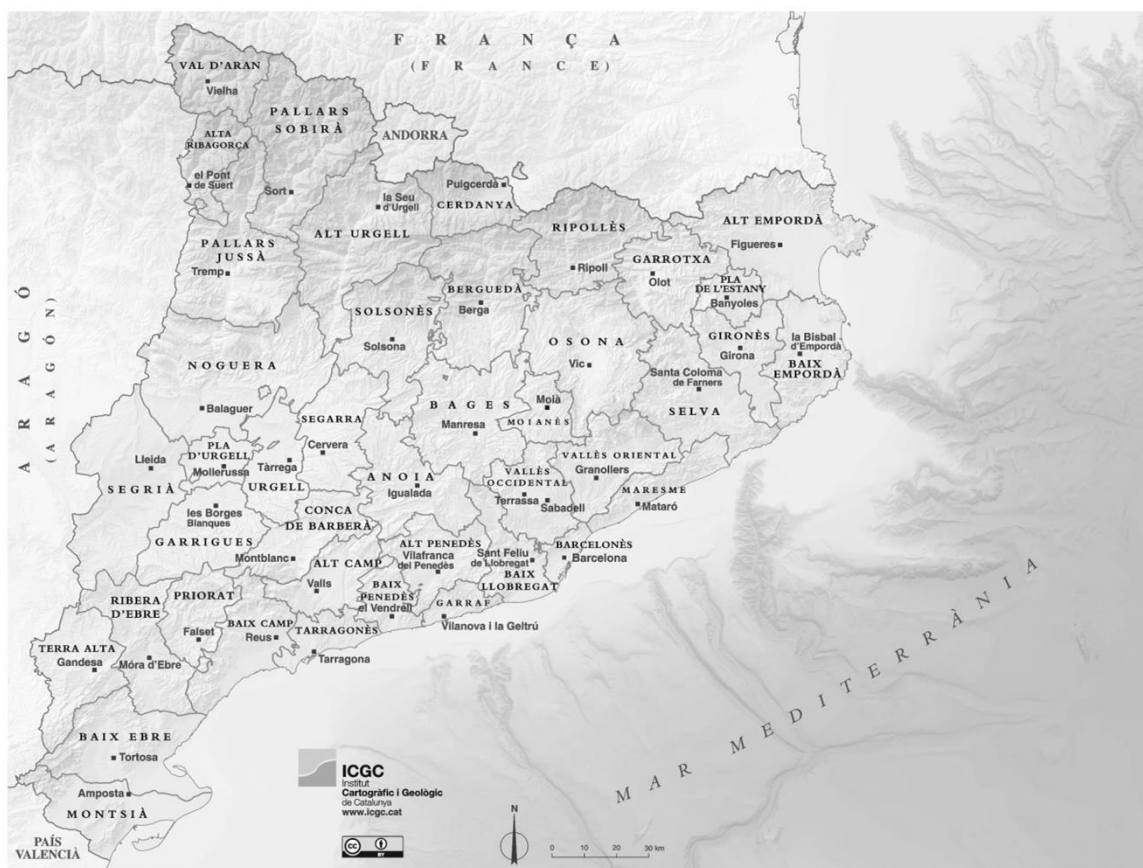 FRANÇA
(FRANCE)
VAL D'ARAN
Vielha
PALLARS
SOBIRÀ
ANDORRA
ALTA
RIBAGORÇA
el Pont
de Suert
Sort
la Seu
d'Urgell
Puigcerdà
CERDANYA
ALT URGELL
RIPOLLÈS
Ripoll
ALT EMPORDÀ
Figueres
GARROTXA
Olot
PLA
DE L'ESTANY
Banyoles
PALLARS
JUSSÀ
Tremp
BERGUEDÀ
Berga
SOLSONÈS
Solsona
OSONA
Vic
GIRONÈS
Girona
la Bisbal
d'Empordà
BAIX
EMPORDÀ
Santa Coloma
de Farners
SELVA
ARAGÓ
(ARAGÓN)
NOGUERA
Balaguer
SEGARRA
Cervera
BAGES
Manresa
Moià
MOIANÈS
PLA
D'URGELL
Mollerussa
Tàrrega
URGELL
Lleida
SEGRIÀ
ANOIA
Igualada
VALLÈS ORIENTAL
Granollers
VALLÈS
OCCIDENTAL
Terrassa
Sabadell
MARESME
Mataró
les Borges
Blanques
GARRIGUES
CONCA
DE BARBERÀ
Montblanc
ALT CAMP
Valls
ALT PENEDÈS
Vilafranca
del Penedès
Sant Feliu
de Llobregat
BAIX
LLOBREGAT
BARCELONÈS
Barcelona
BAIX
PENEDÈS
el Vendrell
GARRAF
Vilanova i la Geltrú
RIBERA
D'EBRE
Móra d'Ebre
PRIORAT
Falset
BAIX CAMP
Reus
TARRAGONÈS
Tarragona
TERRA ALTA
Gandesa
BAIX EBRE
Tortosa
Amposta
MONTSIÀ
PAÍS
VALENCIÀ
MAR MEDITERRÀNIA
ICGC
Institut
Cartogràfic i Geològic
de Catalunya
www.icgc.cat
cc
BY
N
0 10 20 30 km